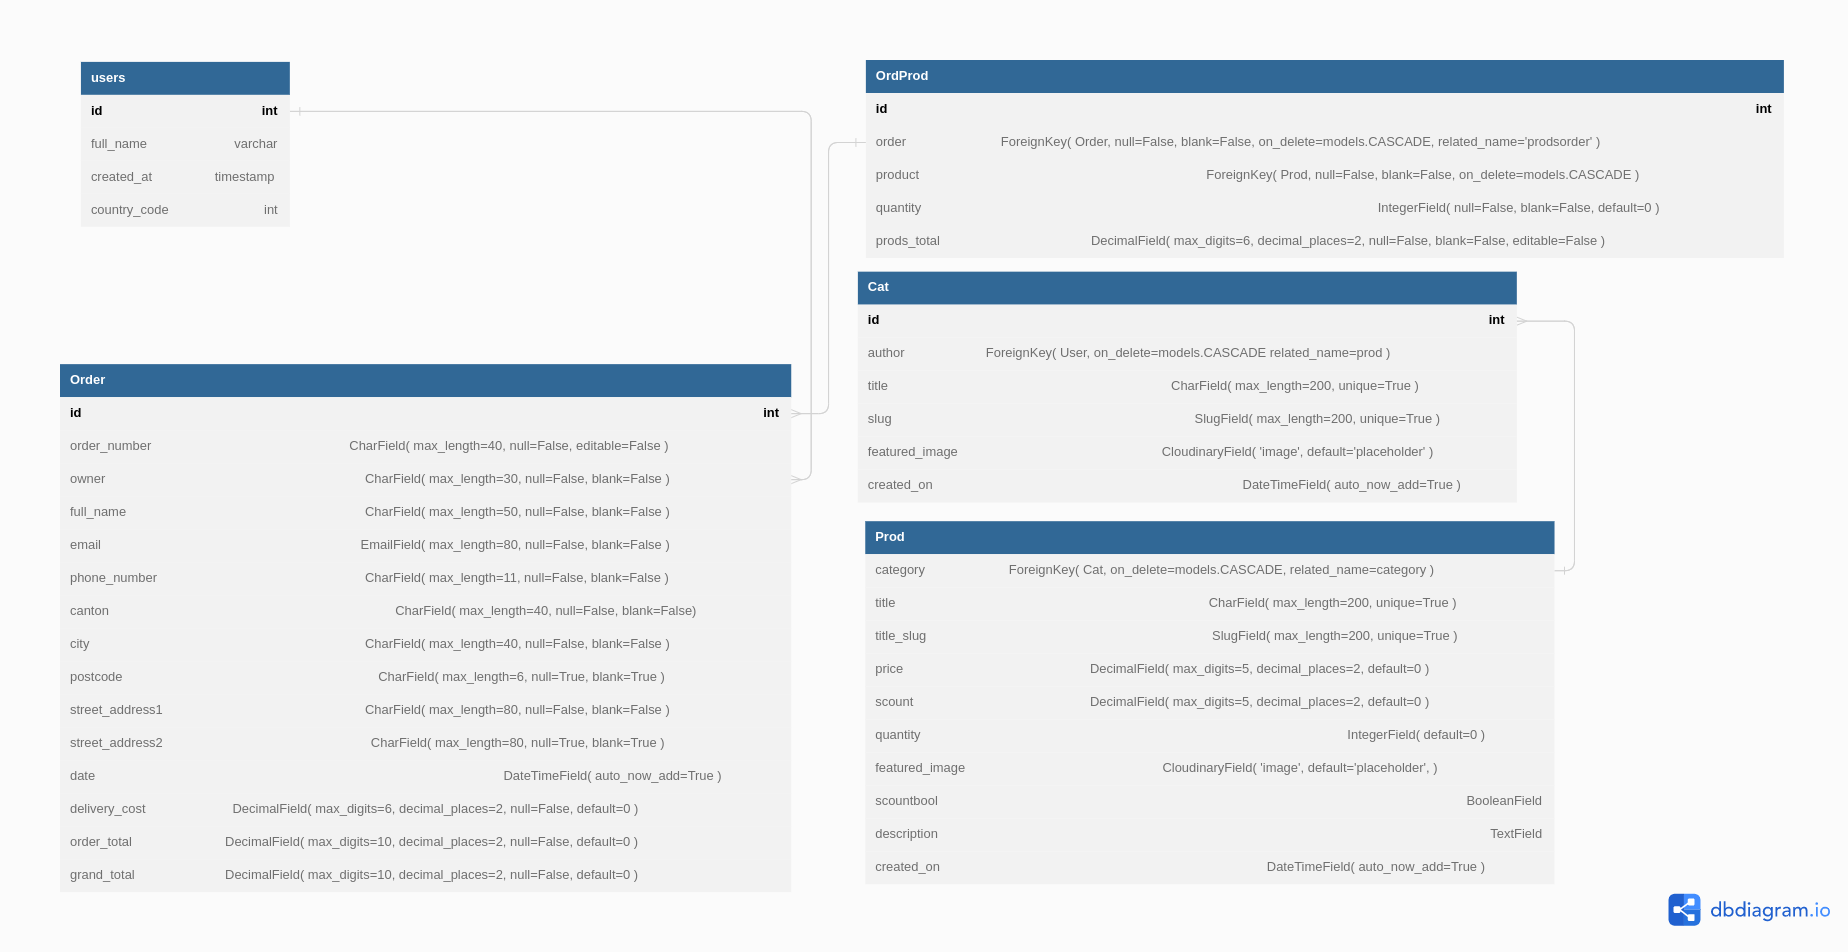 users
id int
full_name varchar
created_at timestamp
country_code int
OrdProd
id int
order ForeignKey( Order, null=False, blank=False, on_delete=models.CASCADE, related_name='prodsorder' )
product ForeignKey( Prod, null=False, blank=False, on_delete=models.CASCADE )
quantity IntegerField( null=False, blank=False, default=0 )
prods_total DecimalField( max_digits=6, decimal_places=2, null=False, blank=False, editable=False )
Cat
id int
author ForeignKey( User, on_delete=models.CASCADE related_name=prod )
title CharField( max_length=200, unique=True )
slug SlugField( max_length=200, unique=True )
featured_image CloudinaryField( 'image', default='placeholder' )
created_on DateTimeField( auto_now_add=True )
Order
id int
order_number CharField( max_length=40, null=False, editable=False )
owner CharField( max_length=30, null=False, blank=False )
full_name CharField( max_length=50, null=False, blank=False )
email EmailField( max_length=80, null=False, blank=False )
phone_number CharField( max_length=11, null=False, blank=False )
canton CharField( max_length=40, null=False, blank=False)
city CharField( max_length=40, null=False, blank=False )
postcode CharField( max_length=6, null=True, blank=True )
street_address1 CharField( max_length=80, null=False, blank=False )
street_address2 CharField( max_length=80, null=True, blank=True )
date DateTimeField( auto_now_add=True )
delivery_cost DecimalField( max_digits=6, decimal_places=2, null=False, default=0 )
order_total DecimalField( max_digits=10, decimal_places=2, null=False, default=0 )
grand_total DecimalField( max_digits=10, decimal_places=2, null=False, default=0 )
Prod
category ForeignKey( Cat, on_delete=models.CASCADE, related_name=category )
title CharField( max_length=200, unique=True )
title_slug SlugField( max_length=200, unique=True )
price DecimalField( max_digits=5, decimal_places=2, default=0 )
scount DecimalField( max_digits=5, decimal_places=2, default=0 )
quantity IntegerField( default=0 )
featured_image CloudinaryField( 'image', default='placeholder', )
scountbool BooleanField
description TextField
created_on DateTimeField( auto_now_add=True )
dbdiagram.io